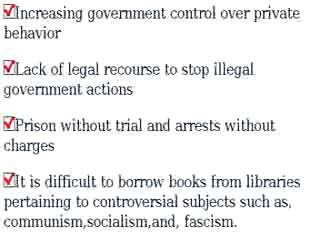 Increasing government control over private
behavior
Lack of legal recourse to stop illegal
government actions
Prison without trial and arrests without
charges
It is difficult to borrow books from libraries
pertaining to controversial subjects such as,
communism,socialism,and, fascism.